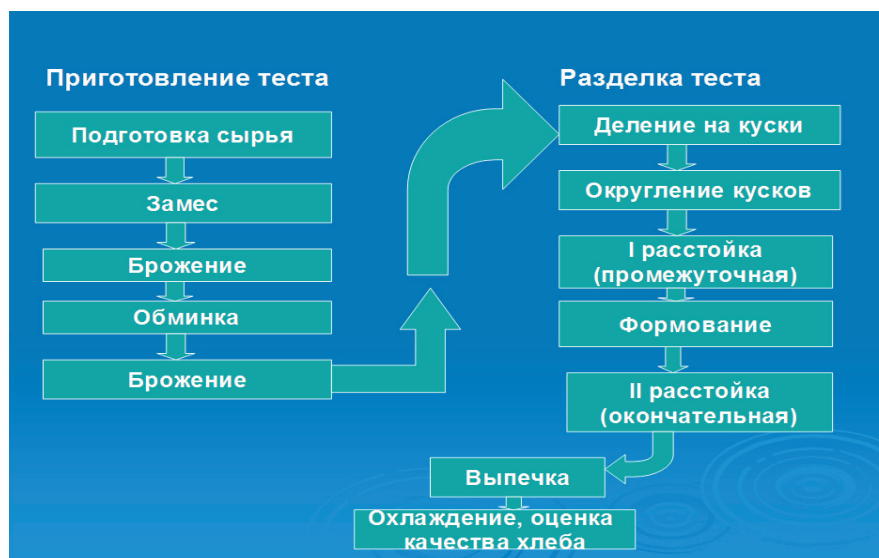 Приготовление теста
Подготовка сырья
Замес
Брожение
Обминка
Брожение
Разделка теста
Деление на куски
Округление кусков
I расстойка
(промежуточная)
Формование
II расстойка
(окончательная)
Выпечка
Охлаждение, оценка
качества хлеба